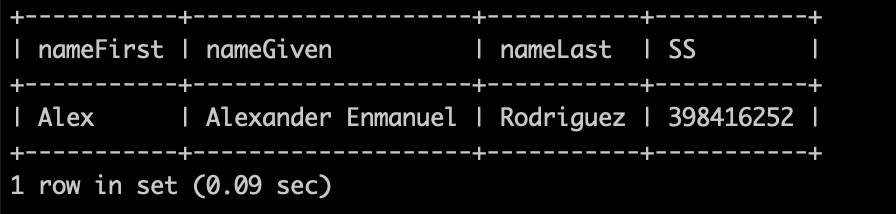 +-----------+--------------------+-----------+-----------+
| nameFirst | nameGiven          | nameLast  | SS        |
+-----------+--------------------+-----------+-----------+
| Alex      | Alexander Enmanuel | Rodriguez | 398416252 |
+-----------+--------------------+-----------+-----------+
1 row in set (0.09 sec)